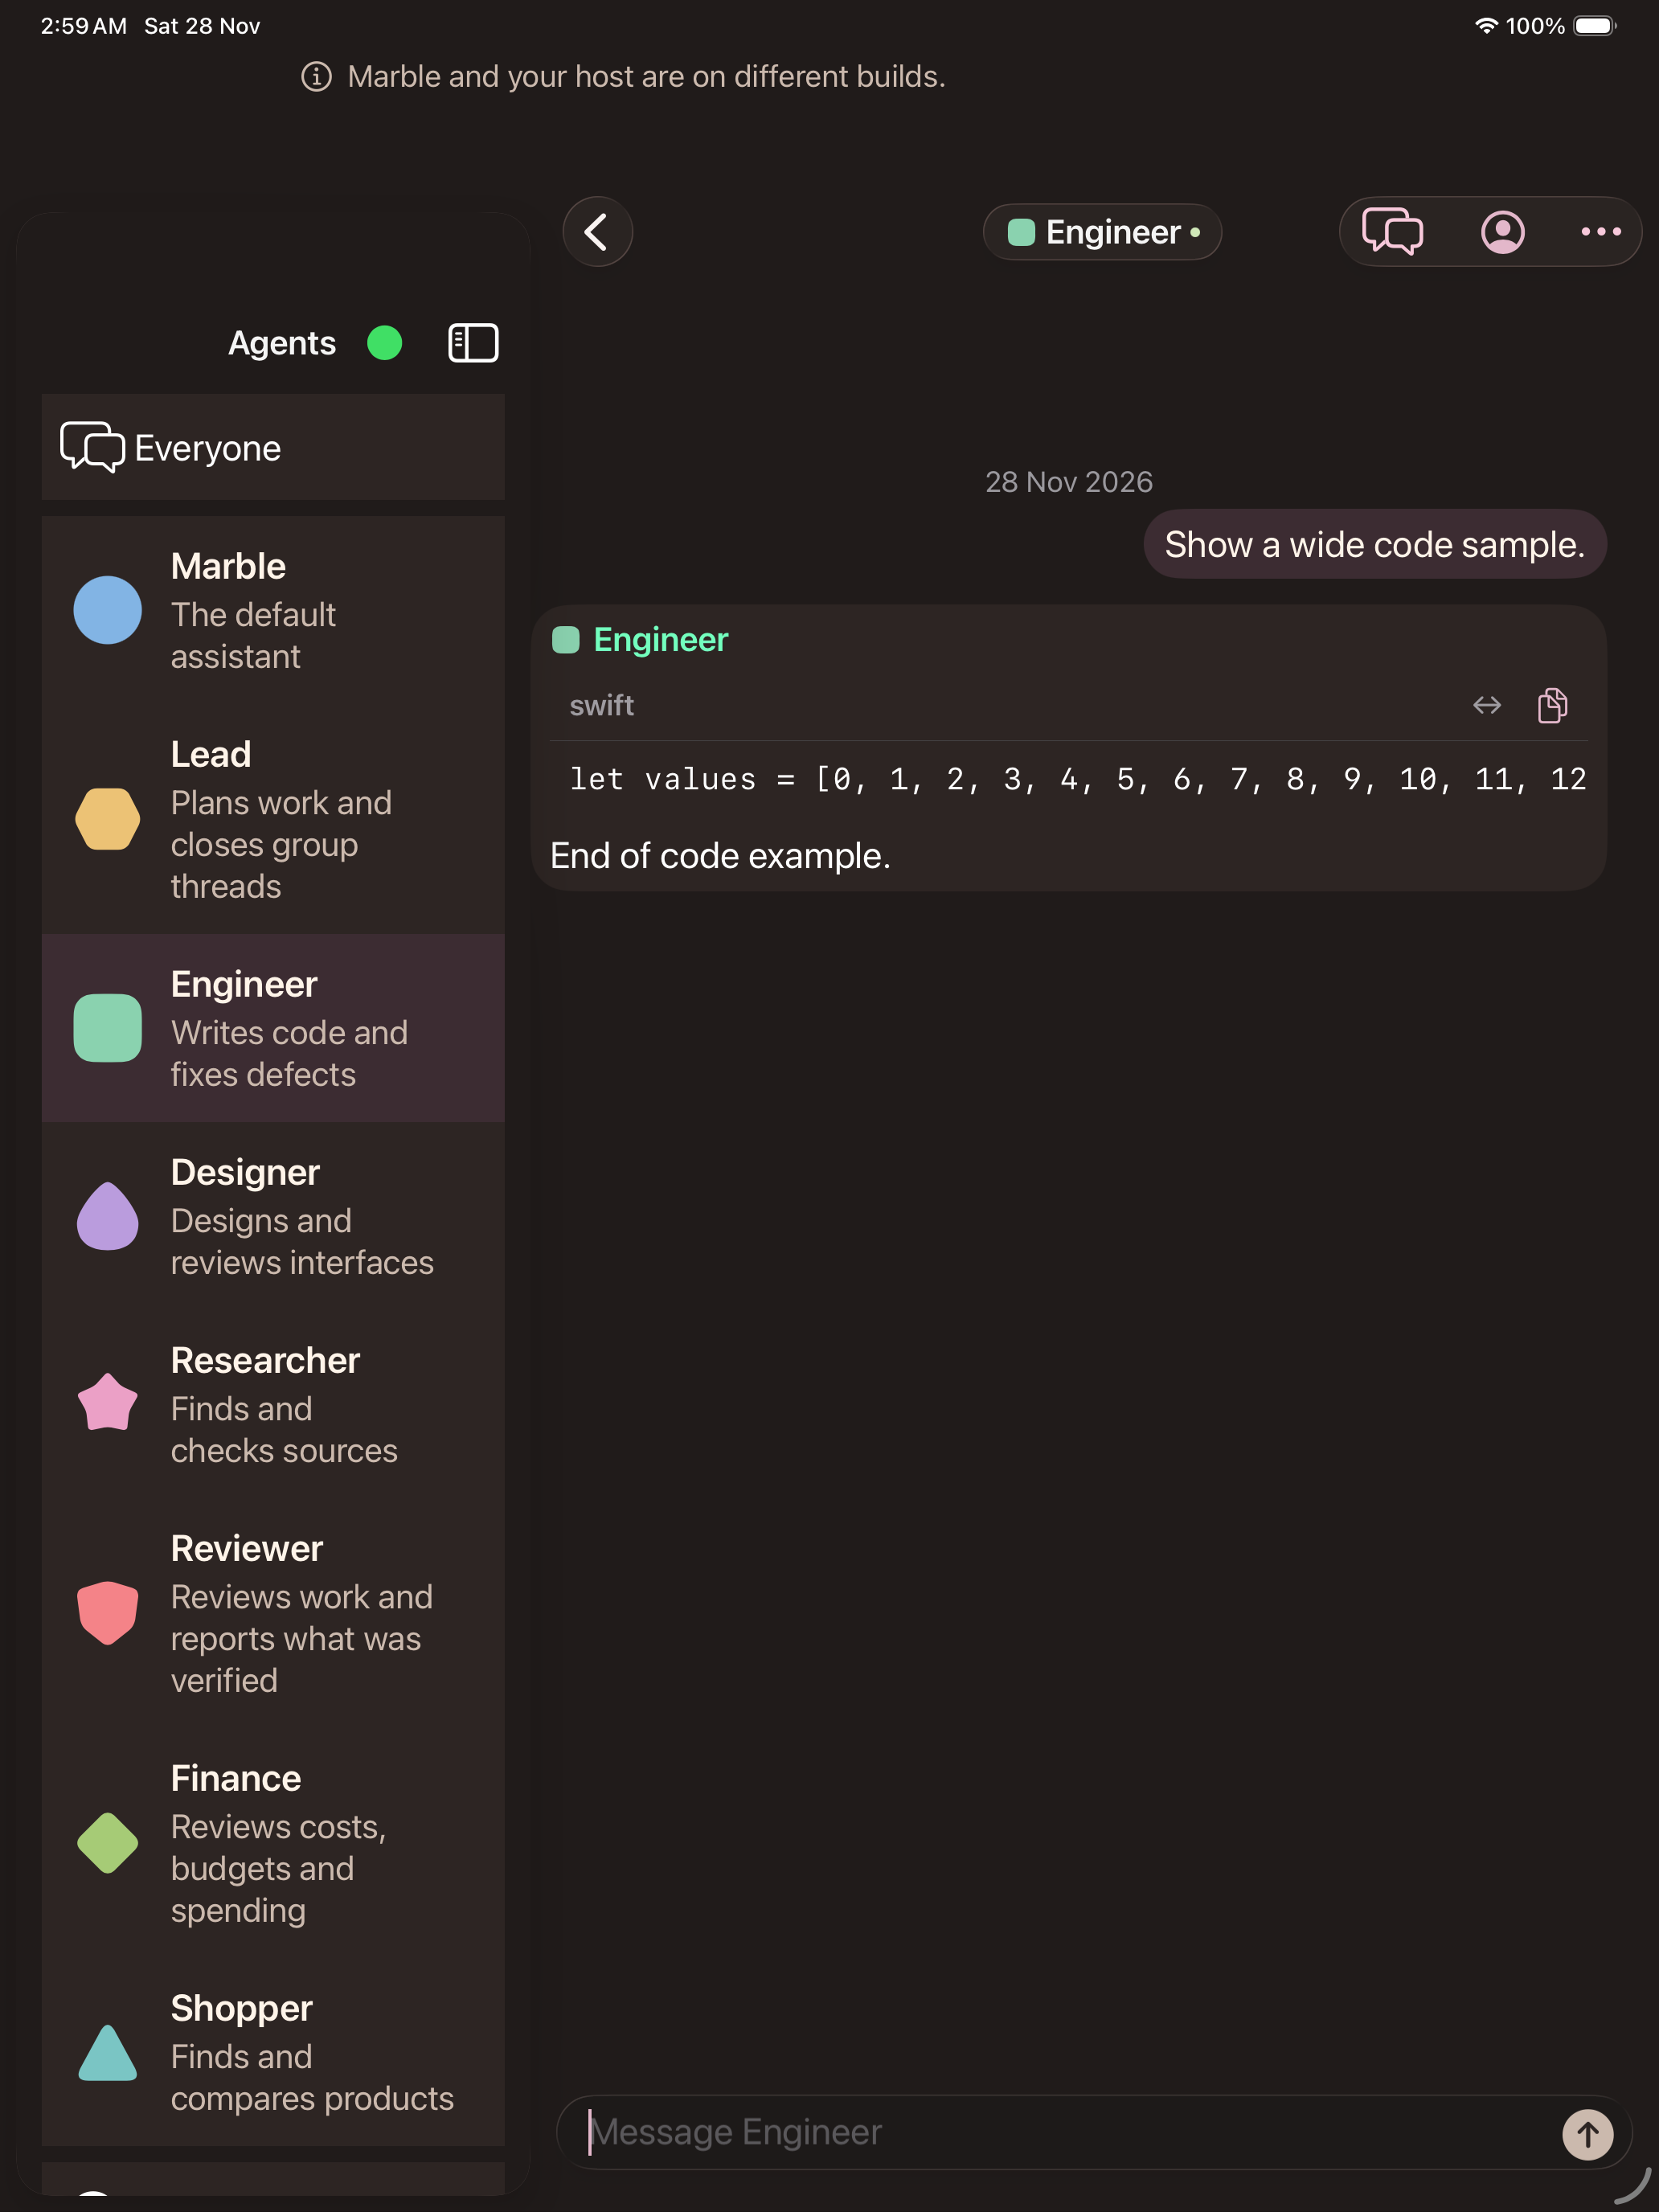 2:59 AM Sat 28 Nov
100%
Marble and your host are on different builds.
Engineer
Agents
Everyone
Marble
The default
assistant
Lead
Plans work and
closes group
threads
Engineer
Writes code and
fixes defects
Designer
Designs and
reviews interfaces
Researcher
Finds and
checks sources
Reviewer
Reviews work and
reports what was
verified
Finance
Reviews costs,
budgets and
spending
Shopper
Finds and
compares products
28 Nov 2026
Show a wide code sample.
Engineer
swift
let values = [0, 1, 2, 3, 4, 5, 6, 7, 8, 9, 10, 11, 12
End of code example.
Message Engineer